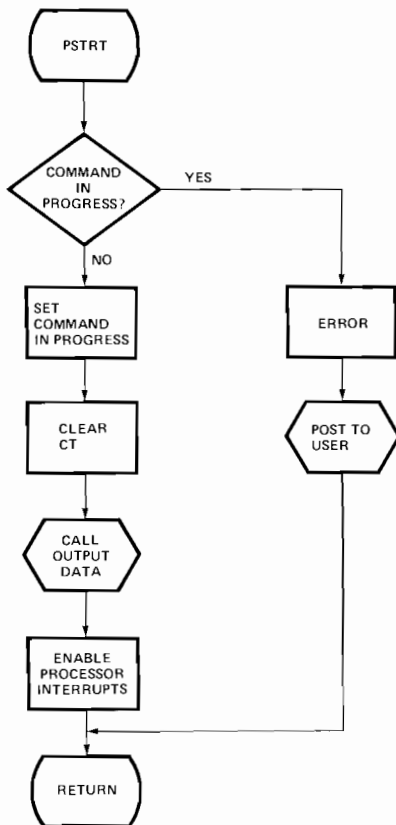 PSTRT
COMMAND
IN
PROGRESS?
YES
NO
SET
COMMAND
IN PROGRESS
ERROR
CLEAR
CT
POST TO
USER
CALL
OUTPUT
DATA
ENABLE
PROCESSOR
INTERRUPTS
RETURN